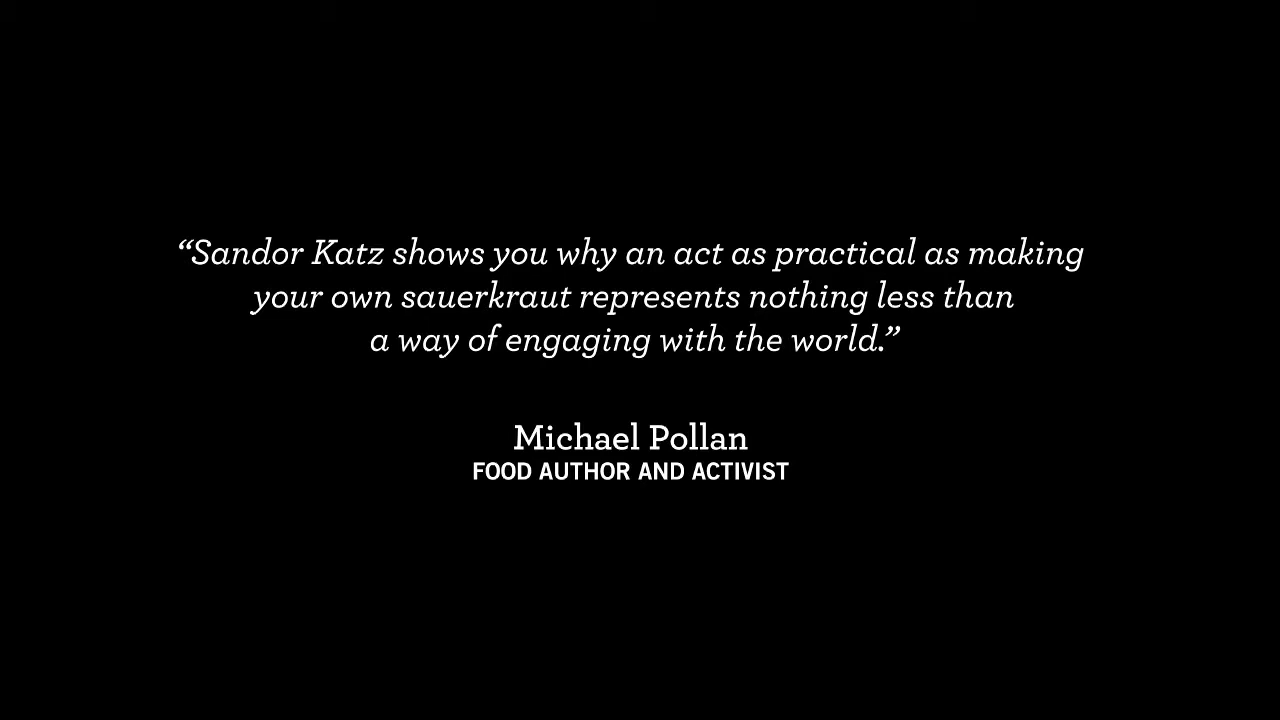 “Sandor Katz shows you why an act as practical as making
your own sauerkraut represents nothing less than
a way of engaging with the world.”
Michael Pollan
FOOD AUTHOR AND ACTIVIST